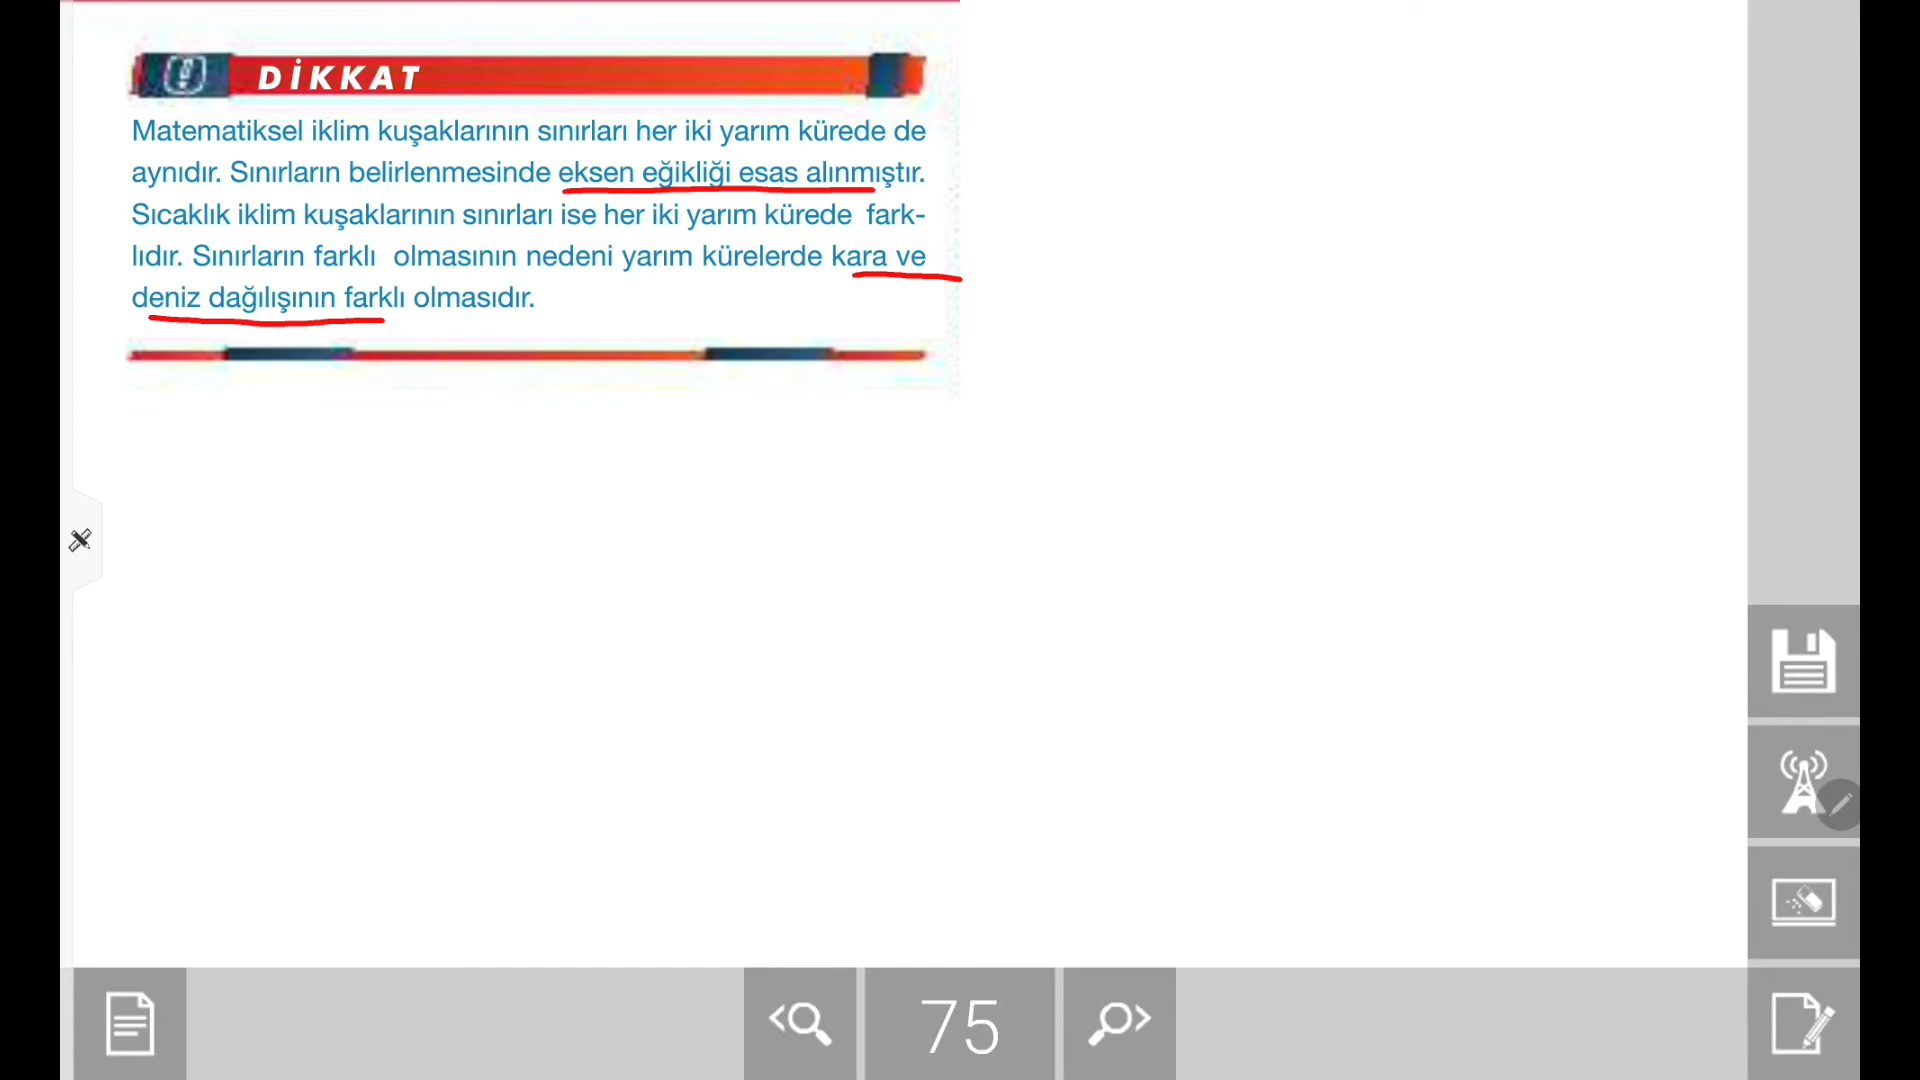 DİKKAT
Matematiksel iklim kuşaklarının sınırları her iki yarım kürede de
aynıdır. Sınırların belirlenmesinde eksen eğikliği esas alınmıştır.
Sıcaklık iklim kuşaklarının sınırları ise her iki yarım kürede fark-
lıdır. Sınırların farklı olmasının nedeni yarım kürelerde kara ve
deniz dağılışının farklı olmasıdır.
75